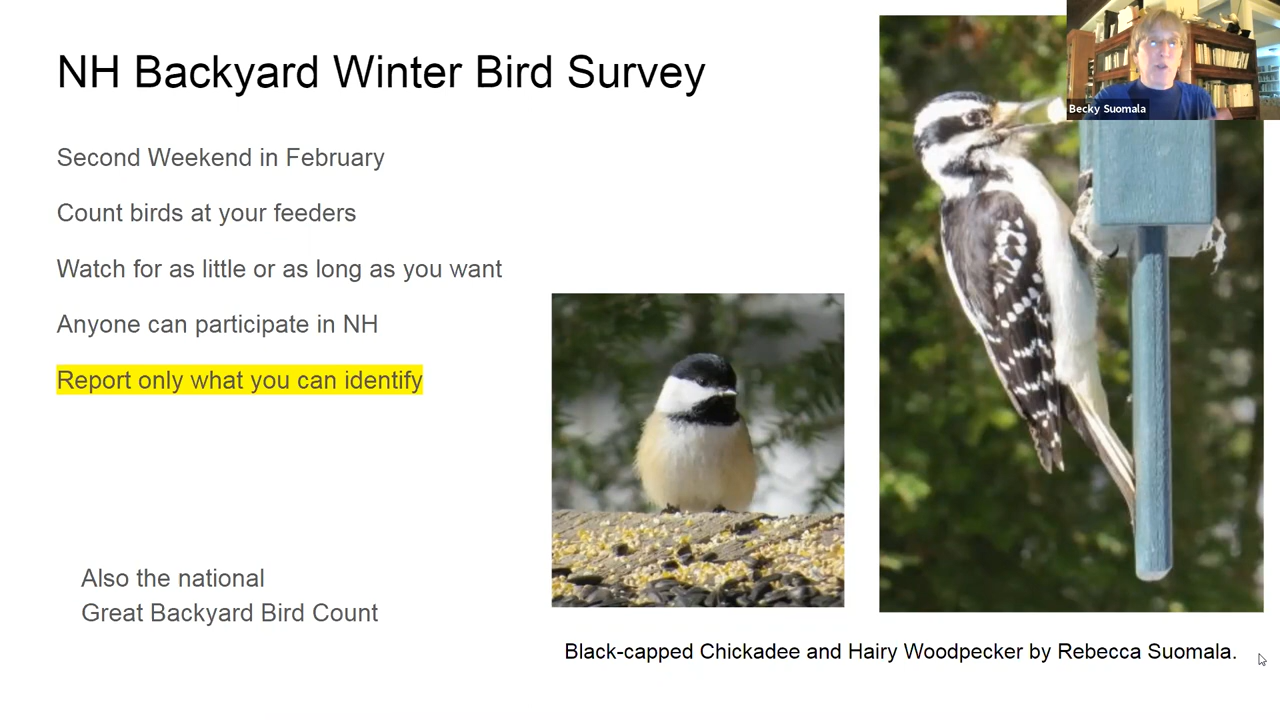 NH Backyard Winter Bird Survey
Becky Suomala
Second Weekend in February
Count birds at your feeders
Watch for as little or as long as you want
Anyone can participate in NH
Report only what you can identify
Also the national
Great Backyard Bird Count
Black-capped Chickadee and Hairy Woodpecker by Rebecca Suomala.